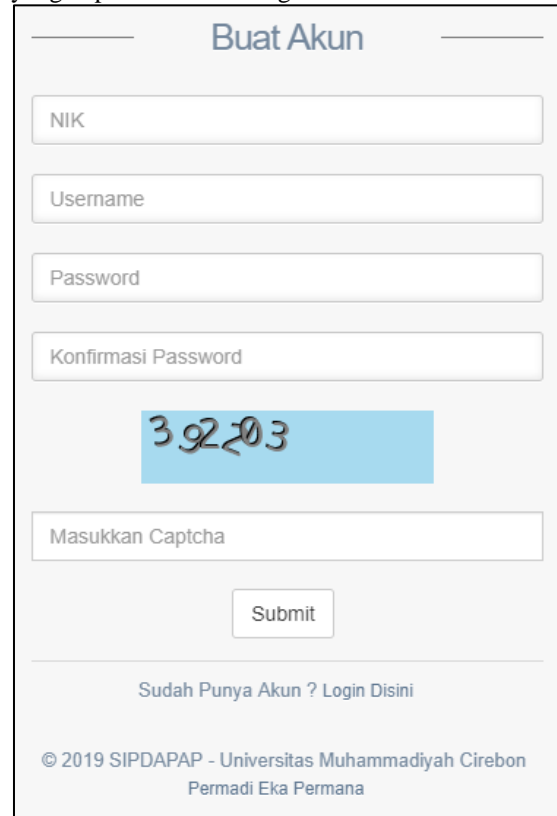 Buat Akun
NIK
Username
Password
Konfirmasi Password
392203
Masukkan Captcha
Submit
Sudah Punya Akun ? Login Disini
© 2019 SIPDAPAP - Universitas Muhammadiyah Cirebon
Permadi Eka Permana